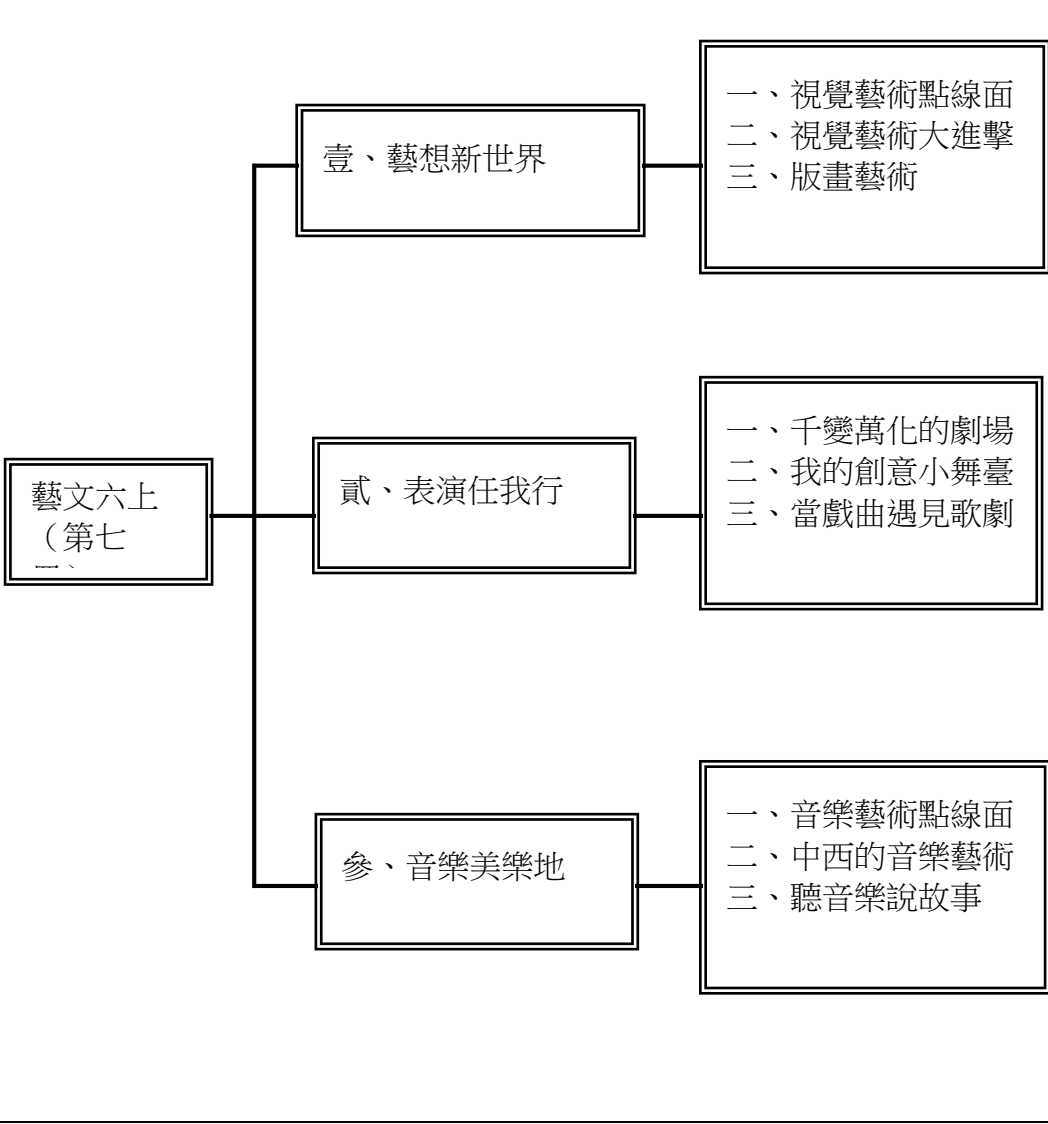 藝文六上
（第七
壹、藝想新世界
一、視覺藝術點線面
二、視覺藝術大進擊
三、版畫藝術
貳、表演任我行
一、千變萬化的劇場
二、我的創意小舞臺
三、當戲曲遇見歌劇
參、音樂美樂地
一、音樂藝術點線面
二、中西的音樂藝術
三、聽音樂說故事